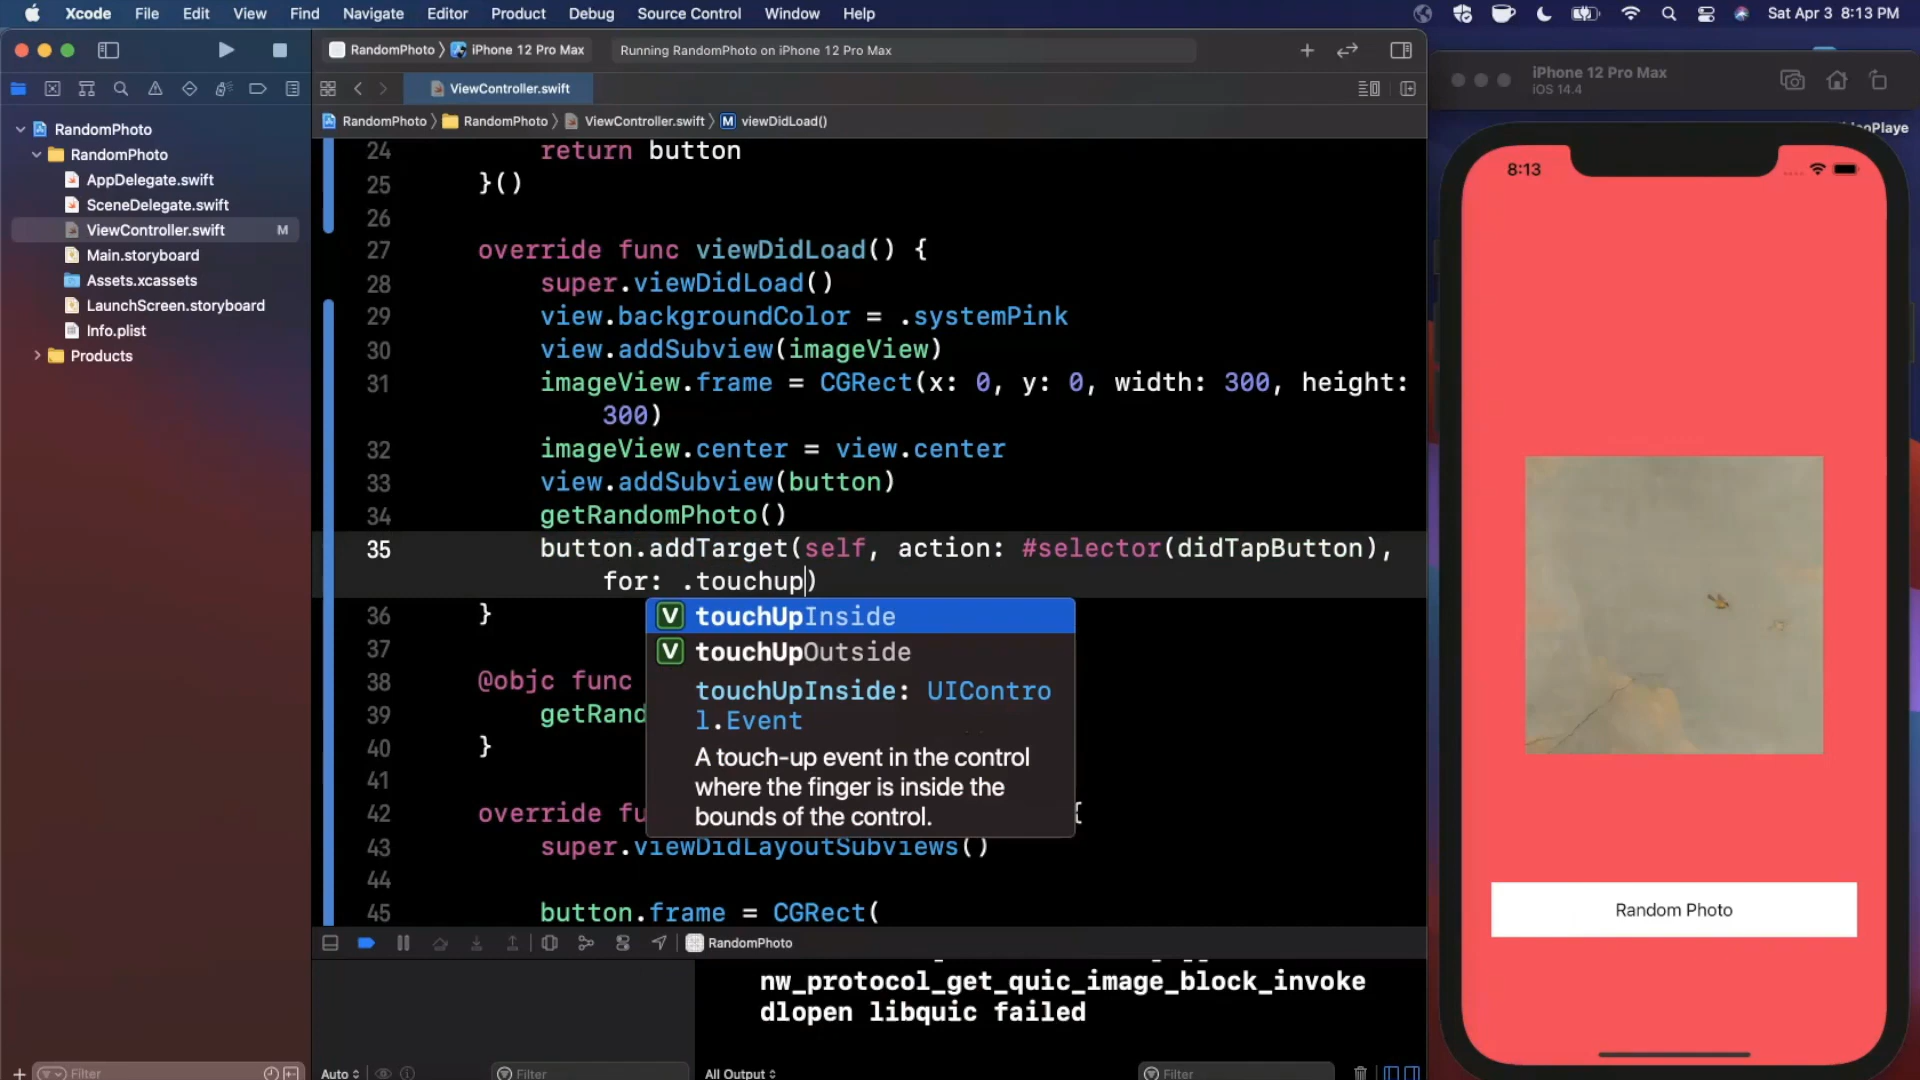 Xcode File Edit View Find Navigate Editor Product Debug Source Control Window Help
Sat Apr 3 8:13 PM
RandomPhoto 〉 iPhone 12 Pro Max
Running RandomPhoto on iPhone 12 Pro Max
ViewController.swift
RandomPhoto 〉 RandomPhoto 〉 ViewController.swift 〉 M viewDidLoad()
RandomPhoto
RandomPhoto
AppDelegate.swift
SceneDelegate.swift
ViewController.swift M
Main.storyboard
Assets.xcassets
LaunchScreen.storyboard
Info.plist
Products
Filter
24 return button
25 }()
26
27 override func viewDidLoad() {
28 super.viewDidLoad()
29 view.backgroundColor = .systemPink
30 view.addSubview(imageView)
31 imageView.frame = CGRect(x: 0, y: 0, width: 300, height:
300)
32 imageView.center = view.center
33 view.addSubview(button)
34 getRandomPhoto()
35 button.addTarget(self, action: #selector(didTapButton),
for: .touchup)
36 }
37
38 @objc func
39 getRand
40 }
41
42 override fu {
43 super.viewDidLayoutSubviews()
44
45 button.frame = CGRect(
V touchUpInside
V touchUpOutside
touchUpInside: UIContro
l.Event
A touch-up event in the control
where the finger is inside the
bounds of the control.
RandomPhoto
nw_protocol_get_quic_image_block_invoke
dlopen libquic failed
Auto
Filter
All Output
Filter
iPhone 12 Pro Max
iOS 14.4
8:13
Random Photo